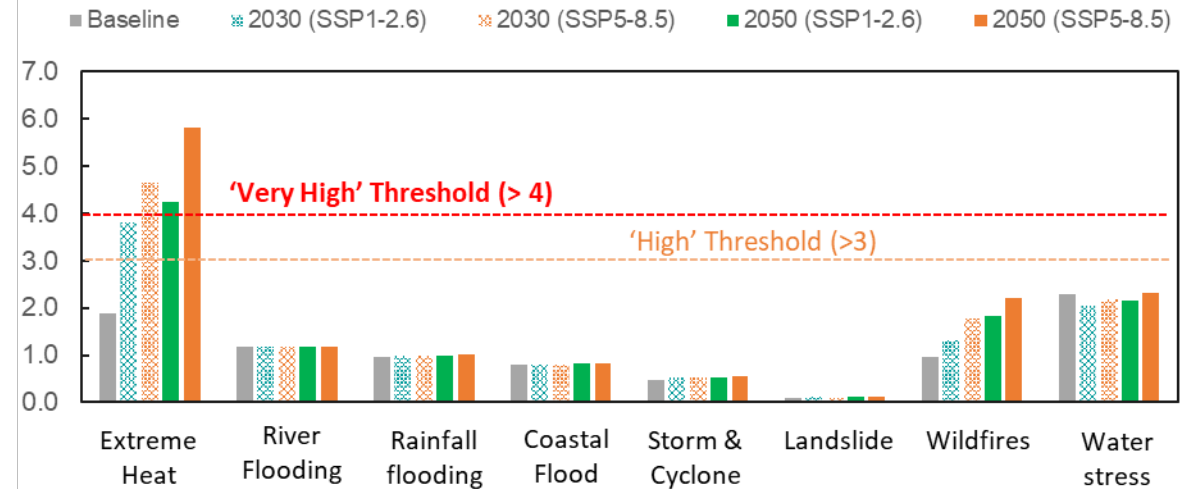 Baseline 2030 (SSP1-2.6) 2030 (SSP5-8.5) 2050 (SSP1-2.6) 2050 (SSP5-8.5)
7.0
6.0
5.0
‘Very High’ Threshold (> 4)
4.0
‘High’ Threshold (>3)
3.0
2.0
1.0
0.0
Extreme Heat
River Flooding
Rainfall flooding
Coastal Flood
Storm & Cyclone
Landslide
Wildfires
Water stress